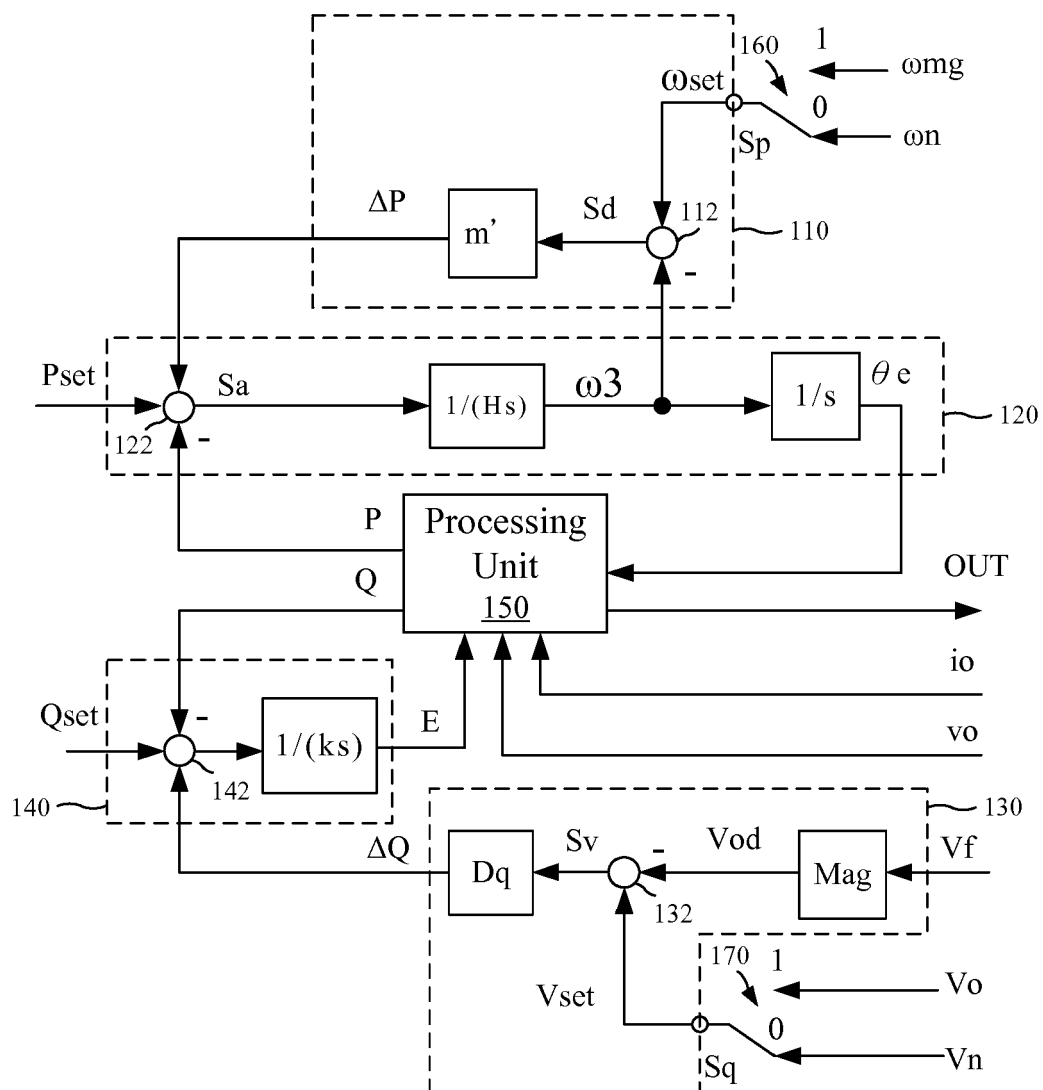 160
1
ωmg
ωset
0
ωn
Sp
ΔP
Sd
112
m'
110
-
Pset
Sa
ω3
θe
1/(Hs)
1/s
122
-
120
P
Processing
Unit
150
Q
OUT
io
Qset
-
E
1/(ks)
vo
142
140
130
ΔQ
Sv
-
Vod
Vf
Dq
Mag
132
170
1
Vset
Vo
0
Sq
Vn